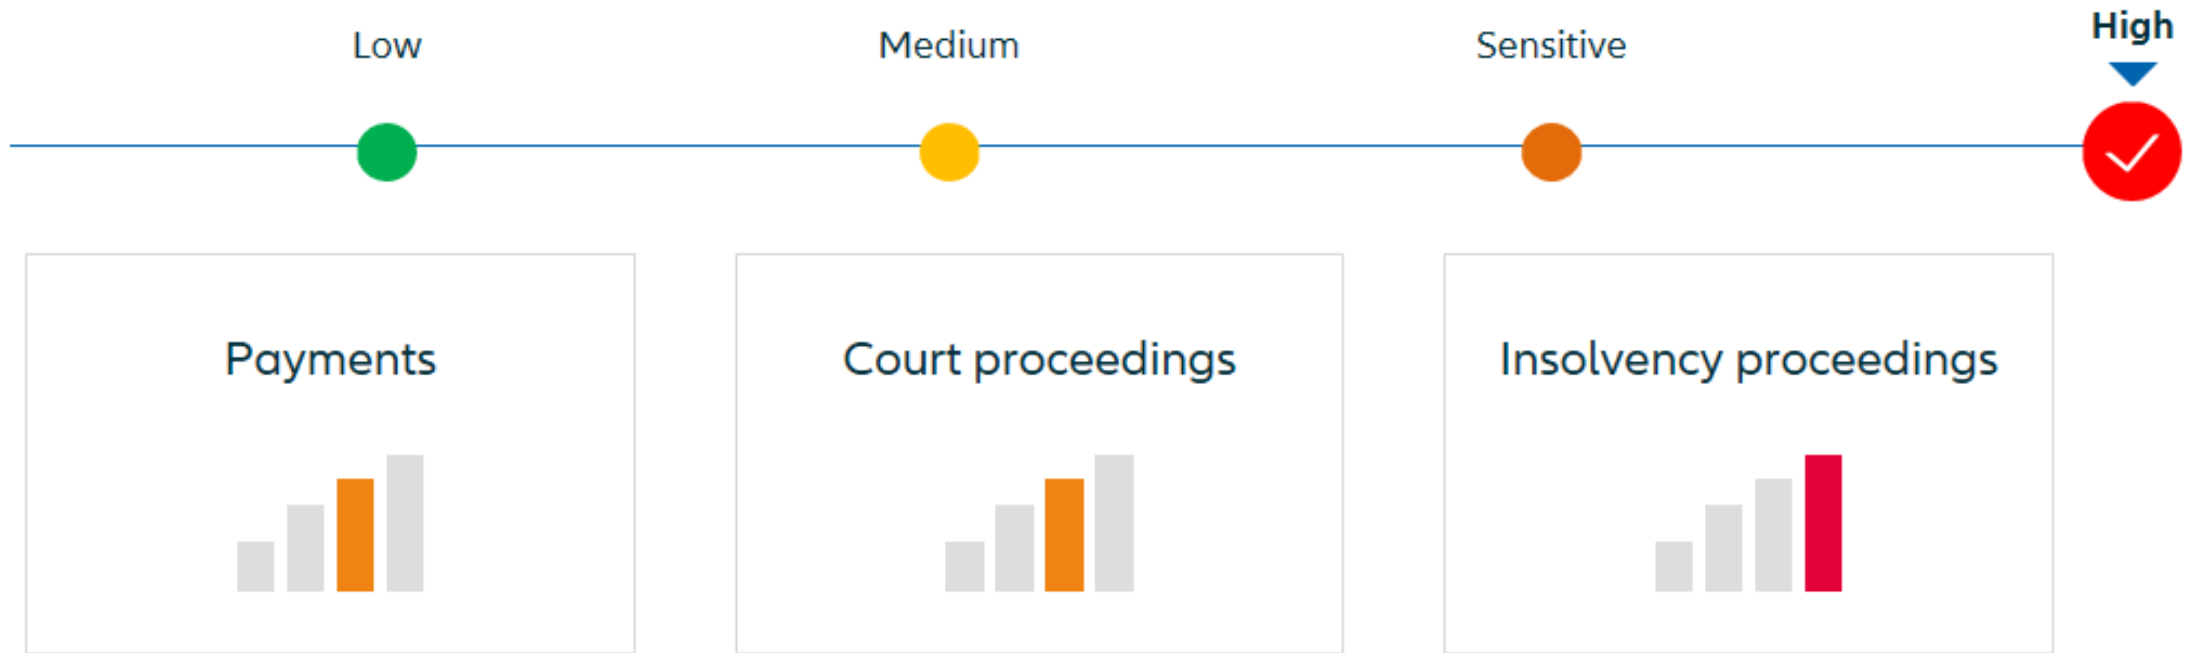 Low
Medium
Sensitive
High
Payments
Court proceedings
Insolvency proceedings